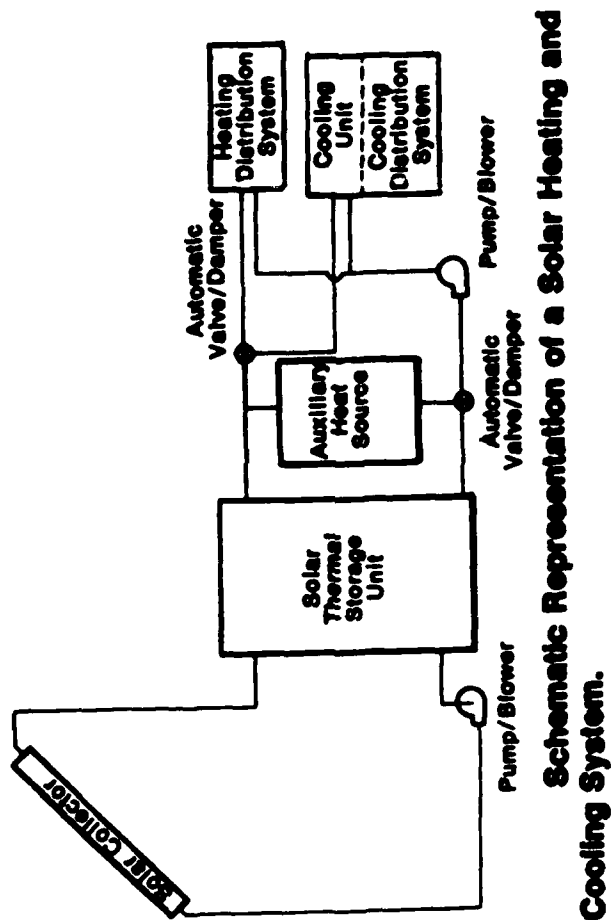 Solar Collector
Pump/Blower
Solar
Thermal
Storage
Unit
Auxiliary
Heat
Source
Automatic
Valve/Damper
Automatic
Valve/Damper
Pump/Blower
Heating
Distribution
System
Cooling
Unit
Cooling
Distribution
System
Schematic Representation of a Solar Heating and
Cooling System.